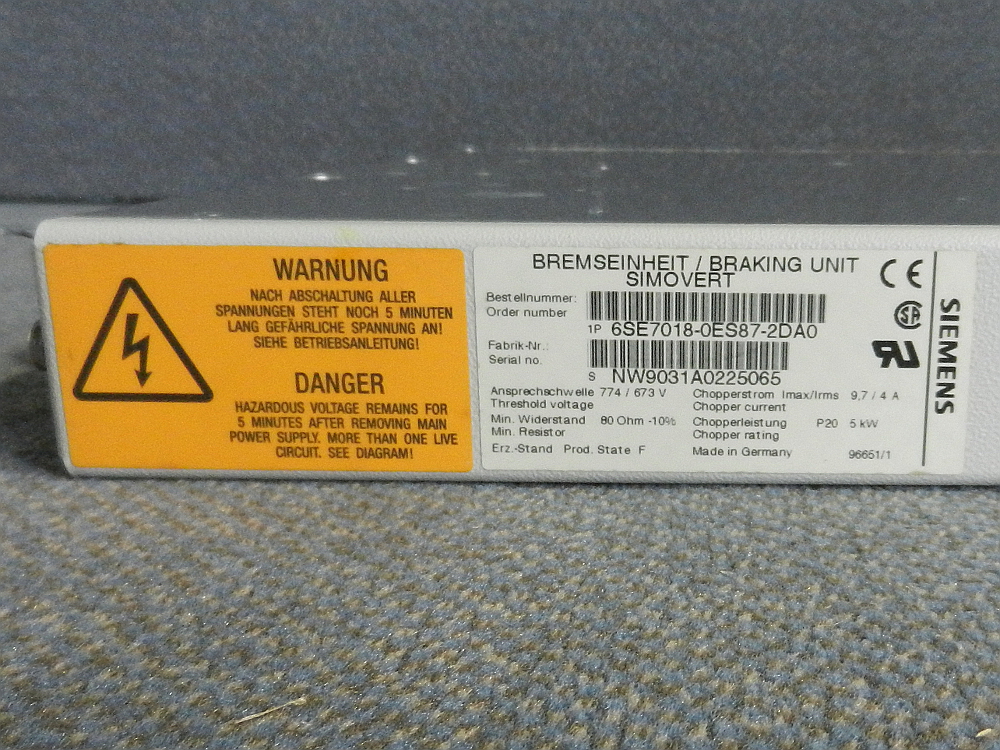 WARNUNG
NACH ABSCHALTUNG ALLER
SPANNUNGEN STEHT NOCH 5 MINUTEN
LANG GEFÄHRLICHE SPANNUNG AN!
SIEHE BETRIEBSANLEITUNG!
DANGER
HAZARDOUS VOLTAGE REMAINS FOR
5 MINUTES AFTER REMOVING MAIN
POWER SUPPLY. MORE THAN ONE LIVE
CIRCUIT. SEE DIAGRAM!
BREMSEINHEIT / BRAKING UNIT
SIMOVERT
Bestellnummer:
Order number
1P 6SE7018-0ES87-2DA0
Fabrik-Nr.:
Serial no.
S NW9031A0225065
Ansprechschwelle 774 / 673 V
Threshold voltage
Chopperstrom Imax/Irms 9,7 / 4 A
Chopper current
Min. Widerstand 80 Ohm -10%
Min. Resistor
Chopperleistung P20 5 kW
Chopper rating
Erz.-Stand Prod. State F
Made in Germany 96651/1
CE
SA
RU
SIEMENS